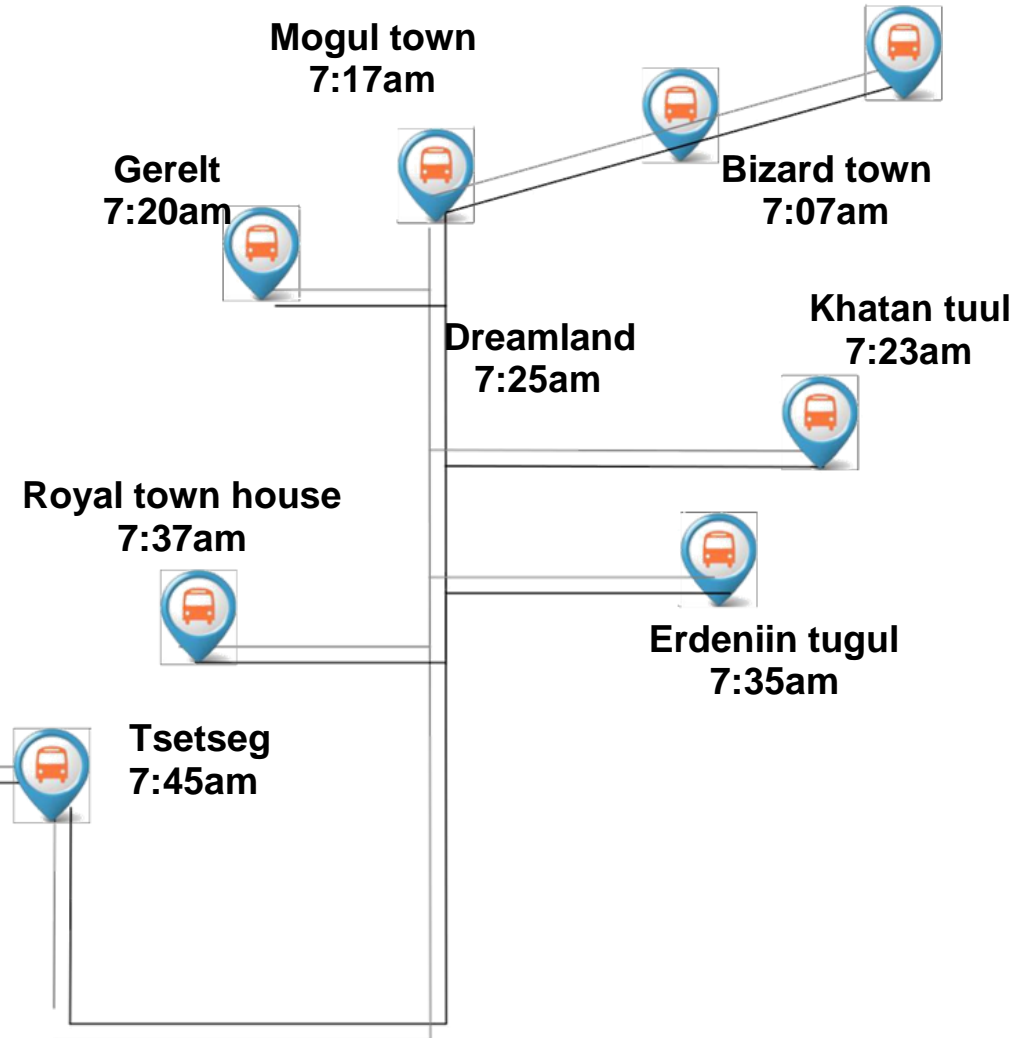 Mogul town
7:17am
Gerelt
7:20am
Bizard town
7:07am
Khatan tuul
7:23am
Dreamland
7:25am
Royal town house
7:37am
Erdeniin tugul
7:35am
Tsetseg
7:45am